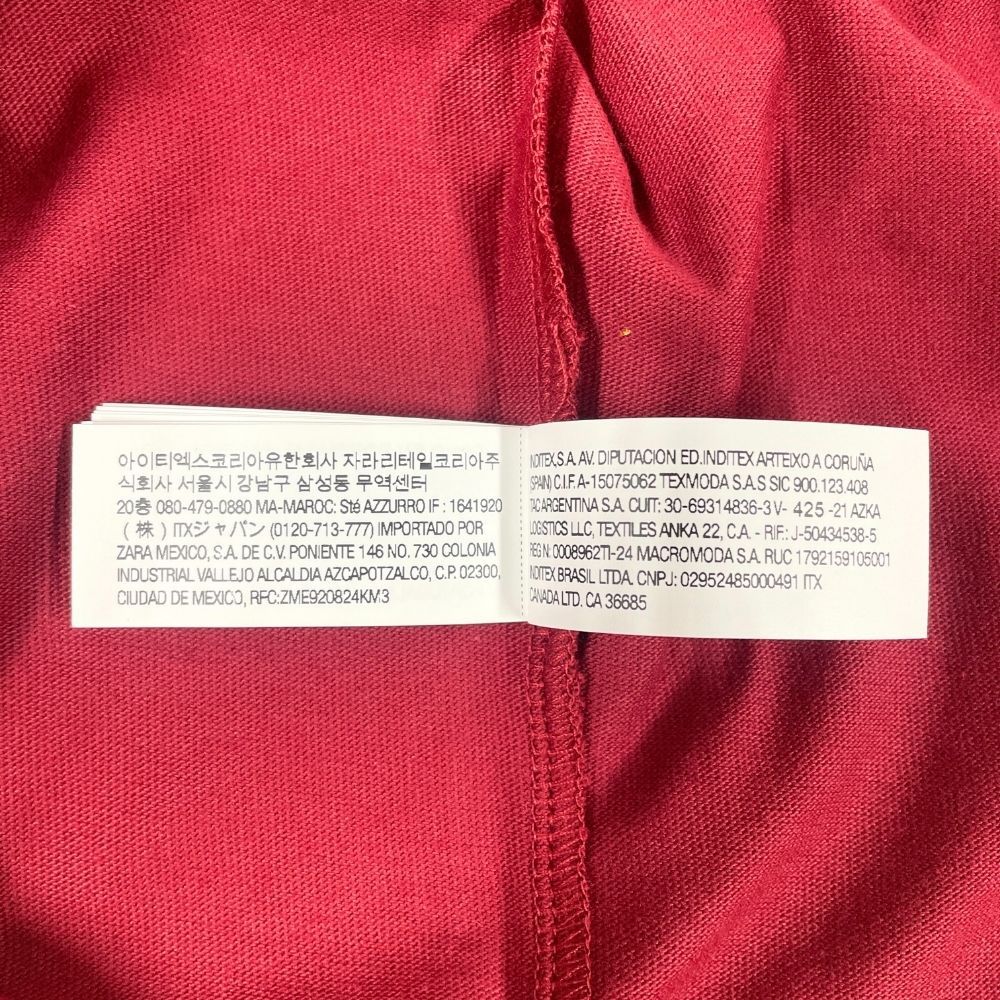 아이티엑스코리아유한회사 자라리테일코리아주
식회사 서울시 강남구 삼성동 무역센터
20층 080-479-0880 MA-MAROC: Sté AZZURRO IF : 1641920
(株) ITXジャパン (0120-713-777) IMPORTADO POR
ZARA MEXICO, S.A. DE C.V. PONIENTE 146 NO. 730 COLONIA
INDUSTRIAL VALLEJO ALCALDIA AZCAPOTZALCO, C.P. 02300,
CIUDAD DE MEXICO, RFC:ZME920824KM3
INDITEX,S.A. AV. DIPUTACION ED.INDITEX ARTEIXO A CORUÑA
(SPAIN) C.I.F. A-15075062 TEXMODA S.A.S SIC 900.123.408
TAC ARGENTINA S.A. CUIT: 30-69314836-3 V- 425 -21 AZKA
LOGISTICS LLC, TEXTILES ANKA 22, C.A. - RIF.: J-50434538-5
REG N: 0008962TI-24 MACROMODA S.A. RUC 1792159105001
INDITEX BRASIL LTDA. CNPJ: 02952485000491 ITX
CANADA LTD. CA 36685